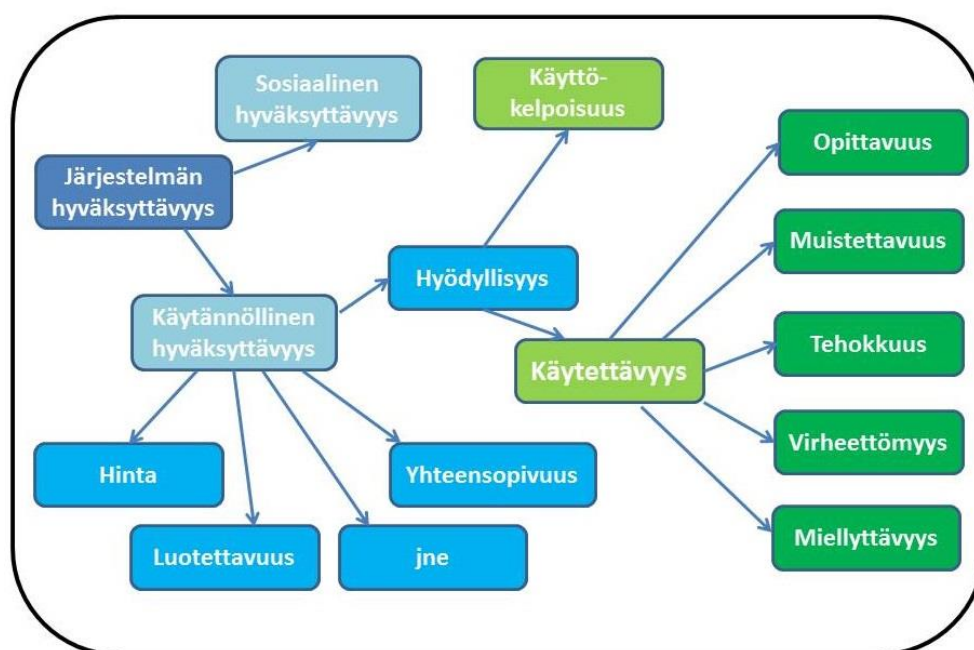 Sosiaalinen
hyväksyttävyys
Käyttö-
kelpoisuus
Opittavuus
Järjestelmän
hyväksyttävyys
Muistettavuus
Hyödyllisyys
Käytännöllinen
hyväksyttävyys
Tehokkuus
Käytettävyys
Virheettömyys
Hinta
Yhteensopivuus
Miellyttävyys
Luotettavuus
jne